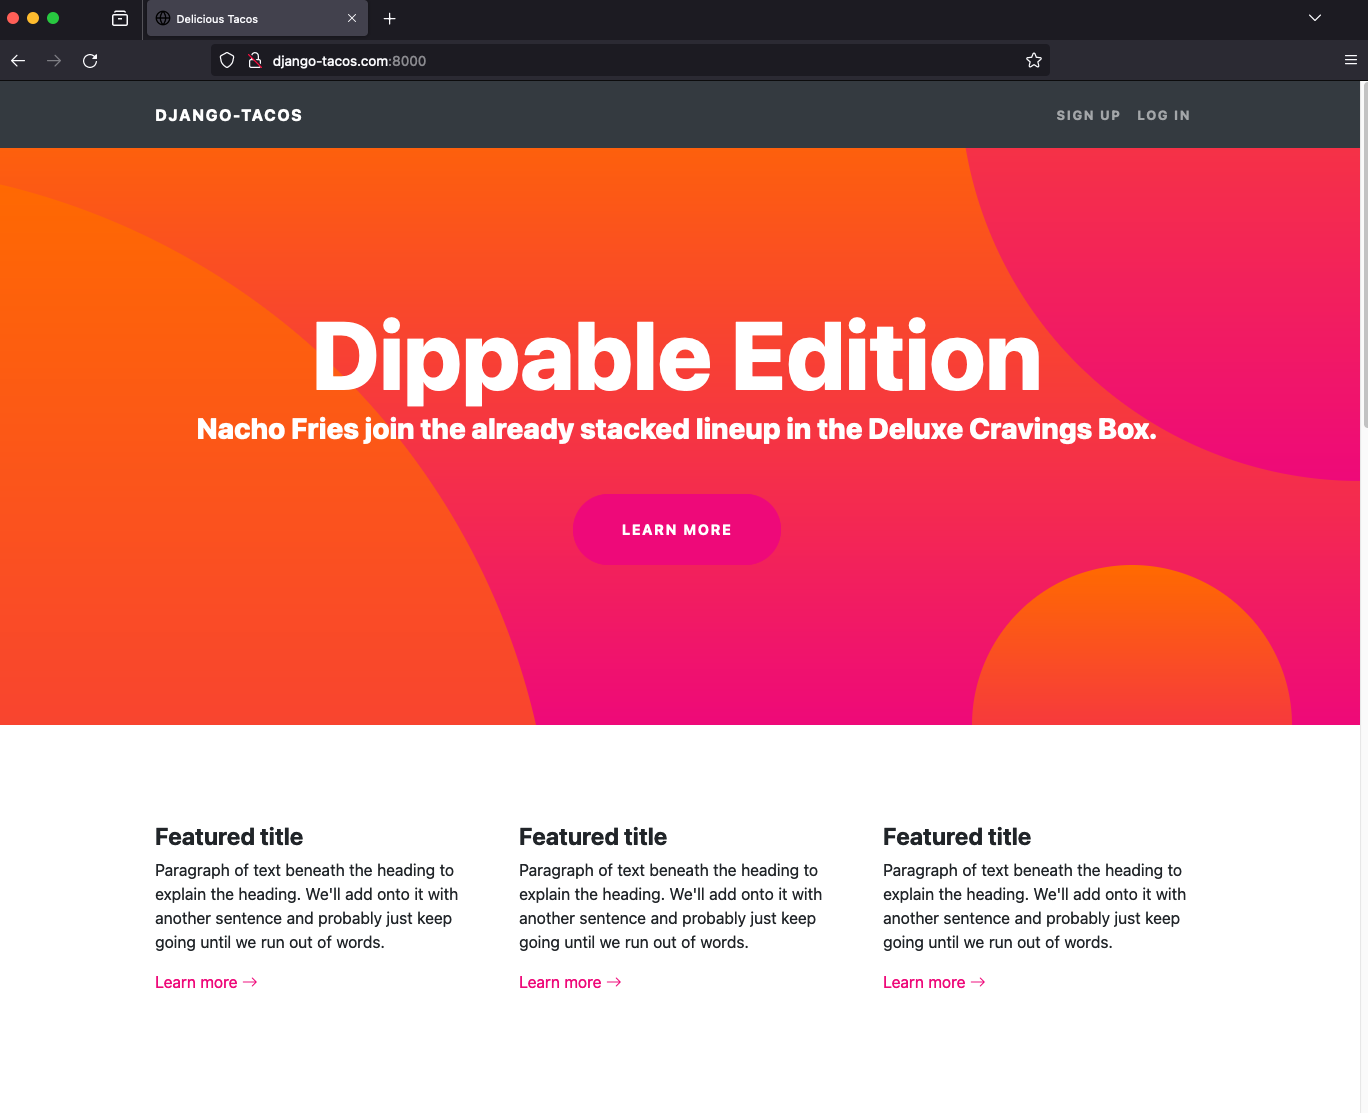 Delicious Tacos
django-tacos.com:8000
DJANGO-TACOS
SIGN UP LOG IN
Dippable Edition
Nacho Fries join the already stacked lineup in the Deluxe Cravings Box.
LEARN MORE
Featured title
Paragraph of text beneath the heading to
explain the heading. We'll add onto it with
another sentence and probably just keep
going until we run out of words.
Learn more →
Featured title
Paragraph of text beneath the heading to
explain the heading. We'll add onto it with
another sentence and probably just keep
going until we run out of words.
Learn more →
Featured title
Paragraph of text beneath the heading to
explain the heading. We'll add onto it with
another sentence and probably just keep
going until we run out of words.
Learn more →